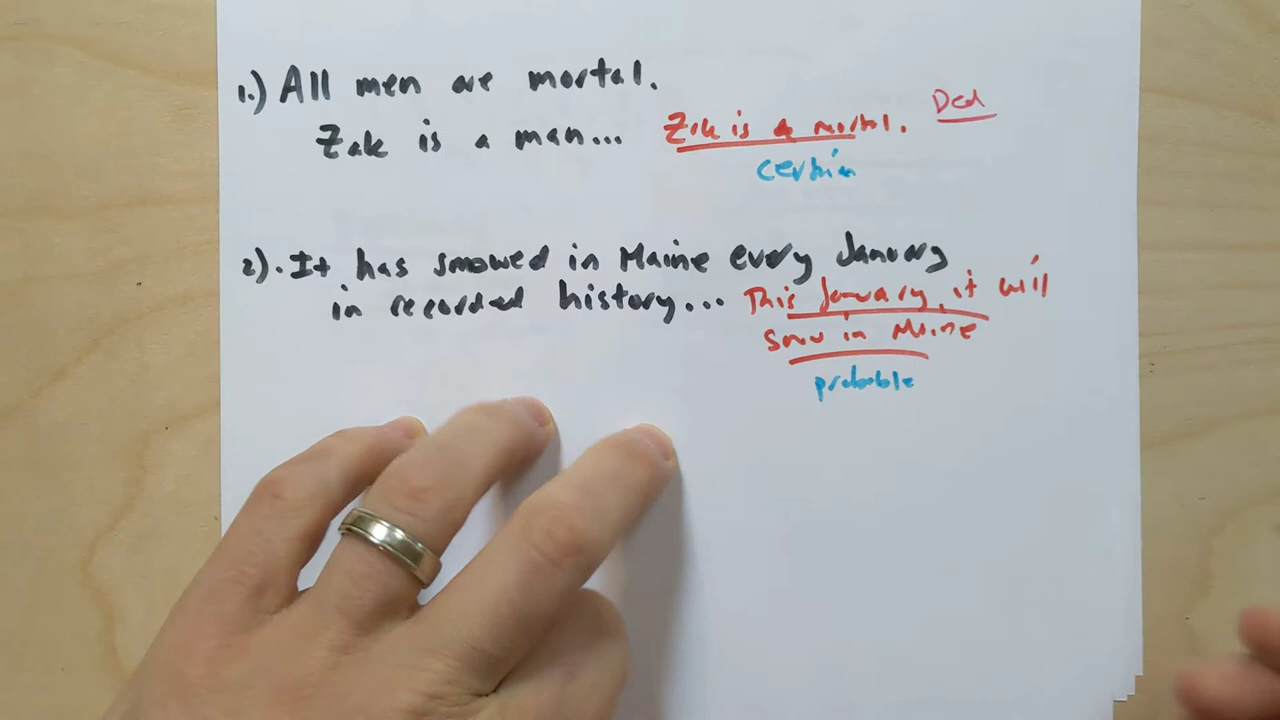 1.) All men are mortal.
Zak is a man... Zak is a mortal. Ded
certain
2). It has snowed in Maine every January
in recorded history... This January, it will
snow in Maine
probable